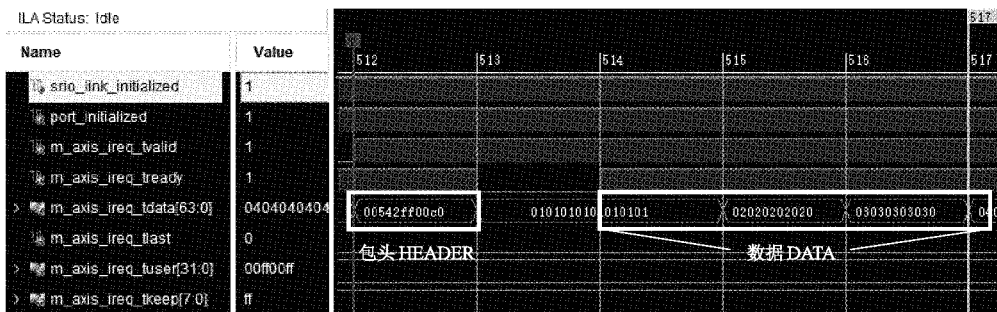 ILA Status: Idle
Name Value
512 513 514 515 516 517
517
srio_link_initialized 1
port_initialized 1
m_axis_ireq_tvalid 1
m_axis_ireq_tready 1
m_axis_ireq_tdata[63:0] 0404040404 00542ff00c0 010101010 010101 02020202020 03030303030 040
m_axis_ireq_tlast 0
包头 HEADER 数据 DATA
m_axis_ireq_tuser[31:0] 00ff00ff
m_axis_ireq_tkeep[7:0] ff